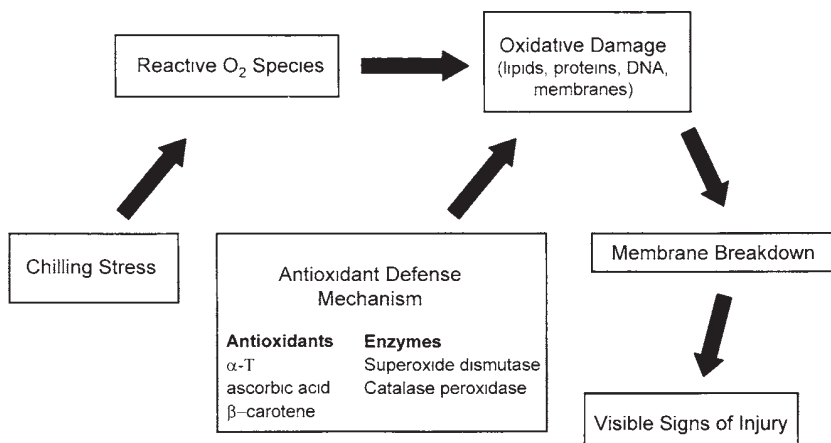 Reactive O₂ Species
Oxidative Damage
(lipids, proteins, DNA,
membranes)
Chilling Stress
Antioxidant Defense
Mechanism
Antioxidants
α-T
ascorbic acid
β–carotene
Enzymes
Superoxide dismutase
Catalase peroxidase
Membrane Breakdown
Visible Signs of Injury